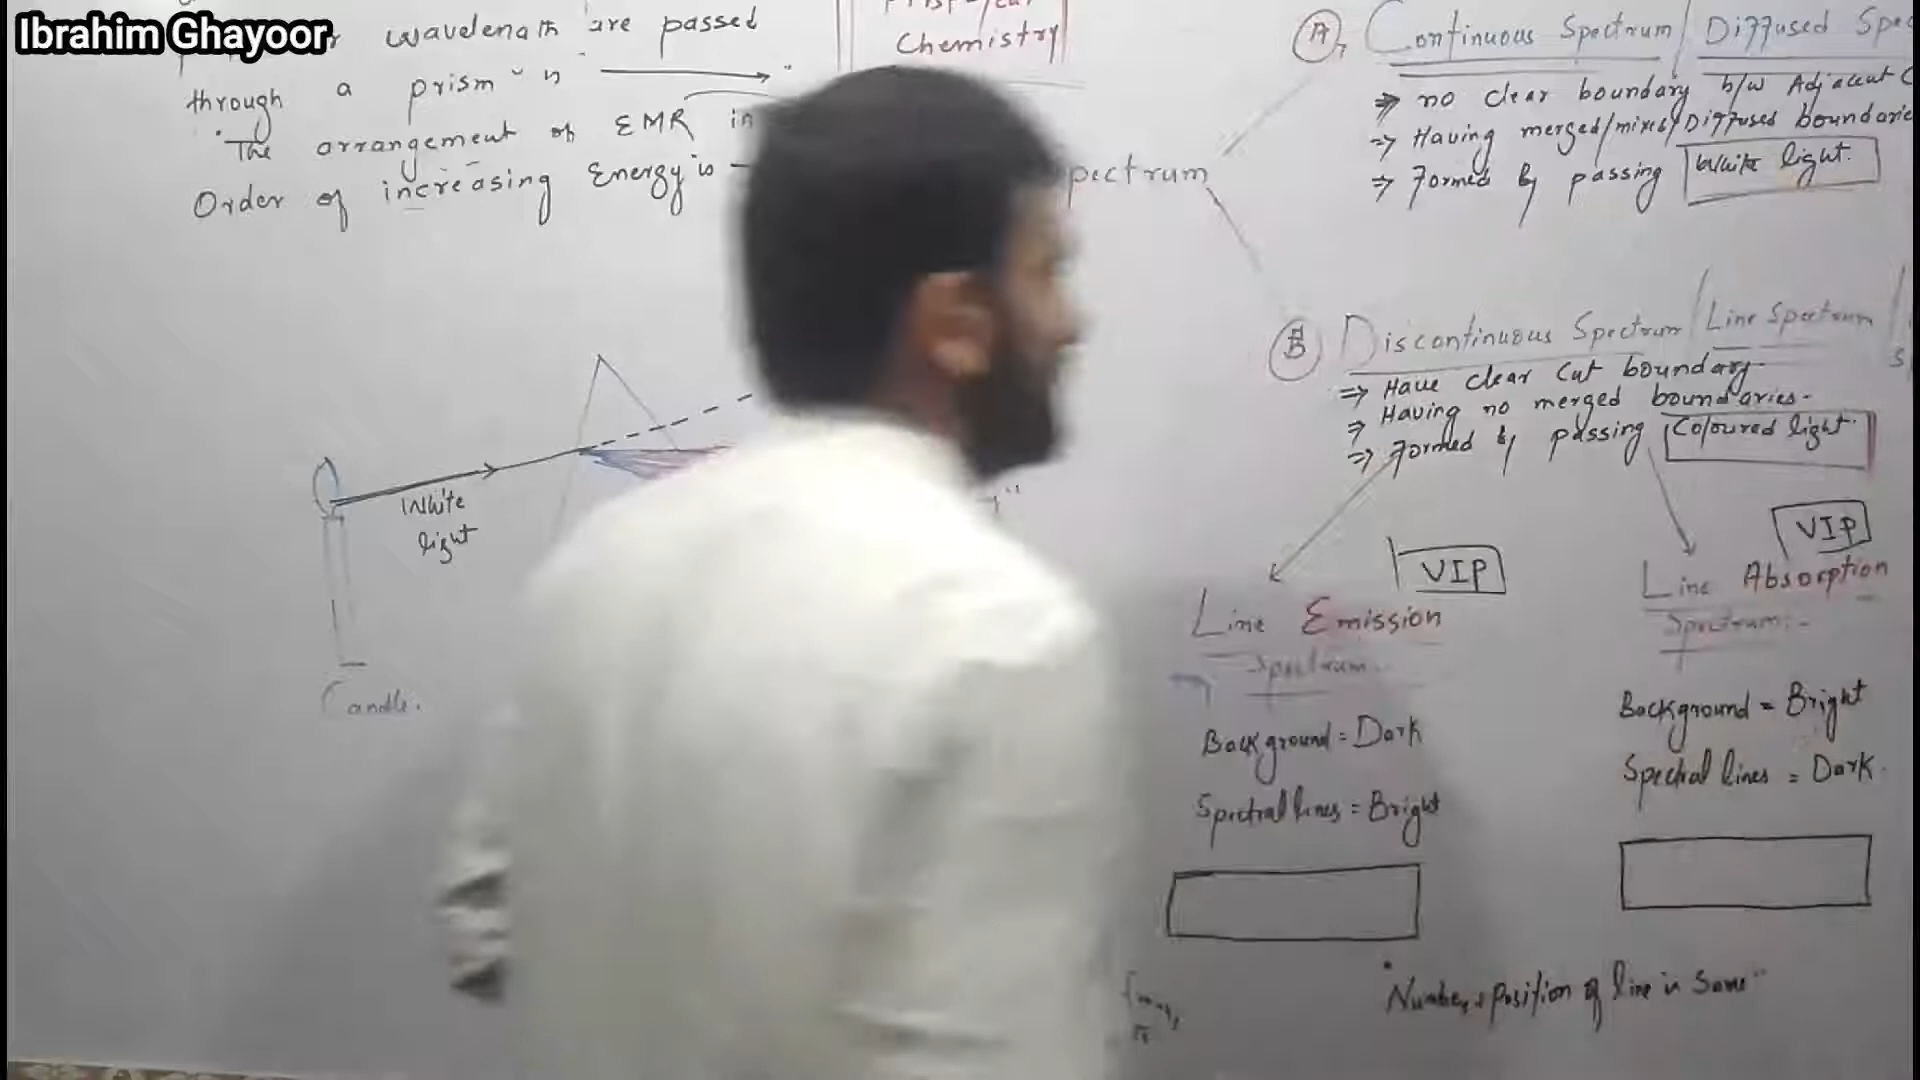 Ibrahim Ghayoor
wavelength are passed
through a prism " is
"The arrangement of EMR in
Order of increasing Energy is
Chemistry
Spectrum
A, Continuous Spectrum / Diffused Spec
⇒ no clear boundary b/w Adjacent C
⇒ Having merged/mixed/Diffused boundarie
⇒ Formed by passing White light.
B Discontinuous Spectrum / Line Spectrum /
⇒ Have clear cut boundary.
⇒ Having no merged boundaries.
⇒ Formed by passing Coloured light.
White
light
Candle.
VIP
Line Emission
Spectrum.
Background = Dark
Spectral lines = Bright
VIP
Line Absorption
Spectrum:-
Background = Bright
Spectral lines = Dark.
"Number & position of line is Same"